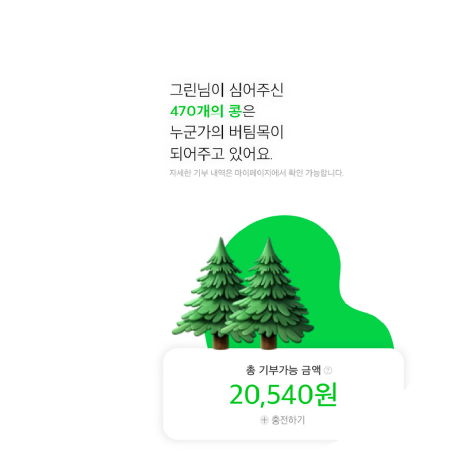 그린님이 심어주신
470개의 콩은
누군가의 버팀목이
되어주고 있어요.
자세한 기부 내역은 마이페이지에서 확인 가능합니다.
총 기부가능 금액 ?
20,540원
+ 충전하기